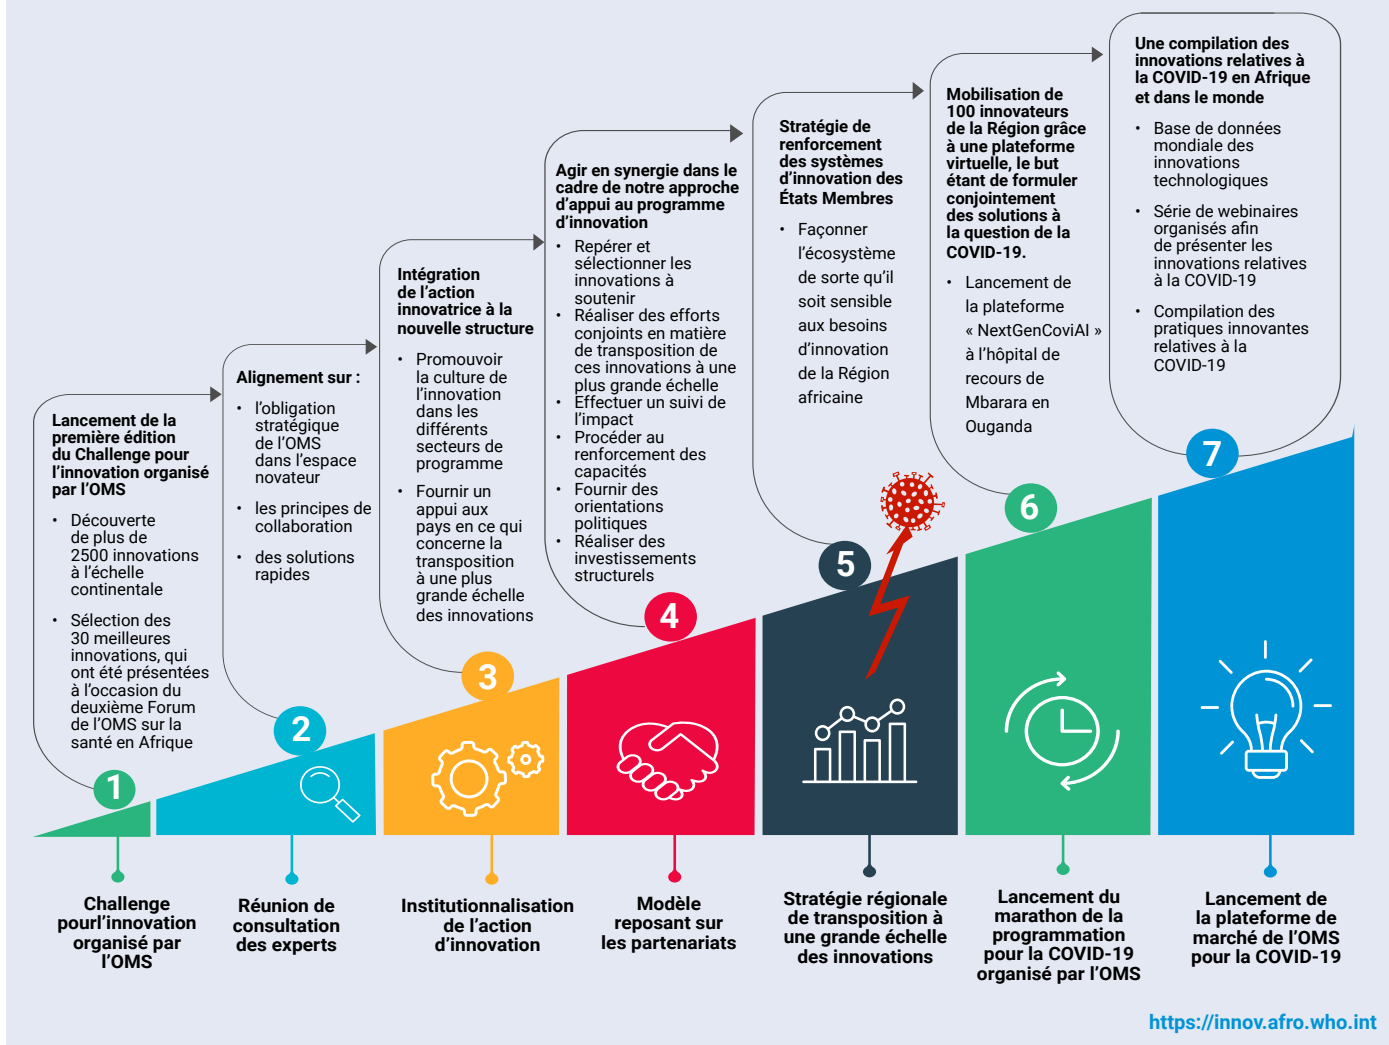 Lancement de la
première édition
du Challenge pour
l’innovation organisé
par l’OMS
• Découverte
de plus de
2500 innovations
à l’échelle
continentale
• Sélection des
30 meilleures
innovations, qui
ont été présentées
à l’occasion du
deuxième Forum
de l’OMS sur la
santé en Afrique
1
Challenge
pourl’innovation
organisé par
l’OMS
Alignement sur :
• l’obligation
stratégique
de l’OMS
dans l’espace
novateur
• les principes de
collaboration
• des solutions
rapides
2
Réunion de
consultation
des experts
Intégration
de l’action
innovatrice à la
nouvelle structure
• Promouvoir
la culture de
l’innovation
dans les
différents
secteurs de
programme
• Fournir un
appui aux
pays en ce qui
concerne la
transposition
à une plus
grande échelle
des innovations
3
Institutionnalisation
de l’action
d’innovation
Agir en synergie dans le
cadre de notre approche
d’appui au programme
d’innovation
• Repérer et
sélectionner les
innovations à
soutenir
• Réaliser des efforts
conjoints en matière
de transposition de
ces innovations à une
plus grande échelle
• Effectuer un suivi de
l’impact
• Procéder au
renforcement des
capacités
• Fournir des
orientations
politiques
• Réaliser des
investissements
structurels
4
Modèle
reposant sur
les partenariats
Stratégie de
renforcement
des systèmes
d’innovation des
États Membres
• Façonner
l’écosystème
de sorte qu’il
soit sensible
aux besoins
d’innovation
de la Région
africaine
5
Stratégie régionale
de transposition à
une grande échelle
des innovations
Mobilisation de
100 innovateurs
de la Région grâce
à une plateforme
virtuelle, le but
étant de formuler
conjointement
des solutions à
la question de la
COVID-19.
• Lancement de
la plateforme
« NextGenCoviAI »
à l’hôpital de
recours de
Mbarara en
Ouganda
6
Lancement du
marathon de la
programmation
pour la COVID-19
organisé par l’OMS
Une compilation des
innovations relatives à
la COVID-19 en Afrique
et dans le monde
• Base de données
mondiale des
innovations
technologiques
• Série de webinaires
organisés afin
de présenter les
innovations relatives
à la COVID-19
• Compilation des
pratiques innovantes
relatives à la
COVID-19
7
Lancement de
la plateforme de
marché de l’OMS
pour la COVID-19
https://innov.afro.who.int